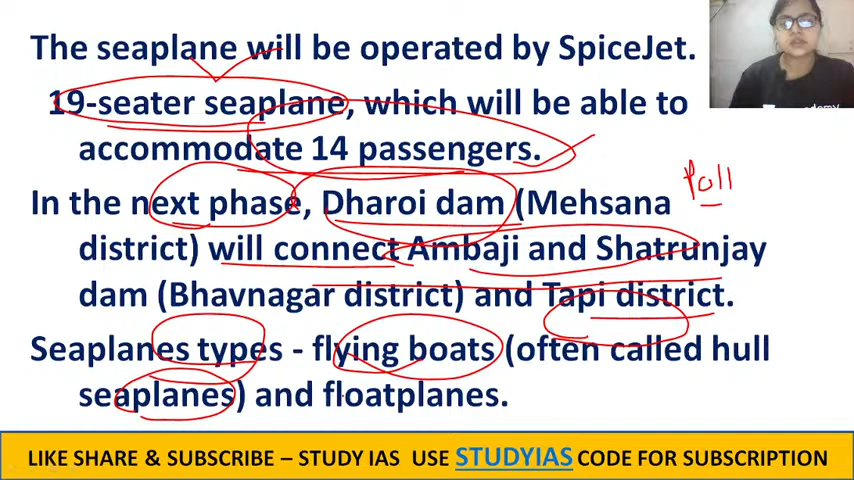 The seaplane will be operated by SpiceJet.
19-seater seaplane, which will be able to
accommodate 14 passengers.
Poll
In the next phase, Dharoi dam (Mehsana
district) will connect Ambaji and Shatrunjay
dam (Bhavnagar district) and Tapi district.
Seaplanes types - flying boats (often called hull
seaplanes) and floatplanes.
LIKE SHARE & SUBSCRIBE – STUDY IAS USE STUDYIAS CODE FOR SUBSCRIPTION